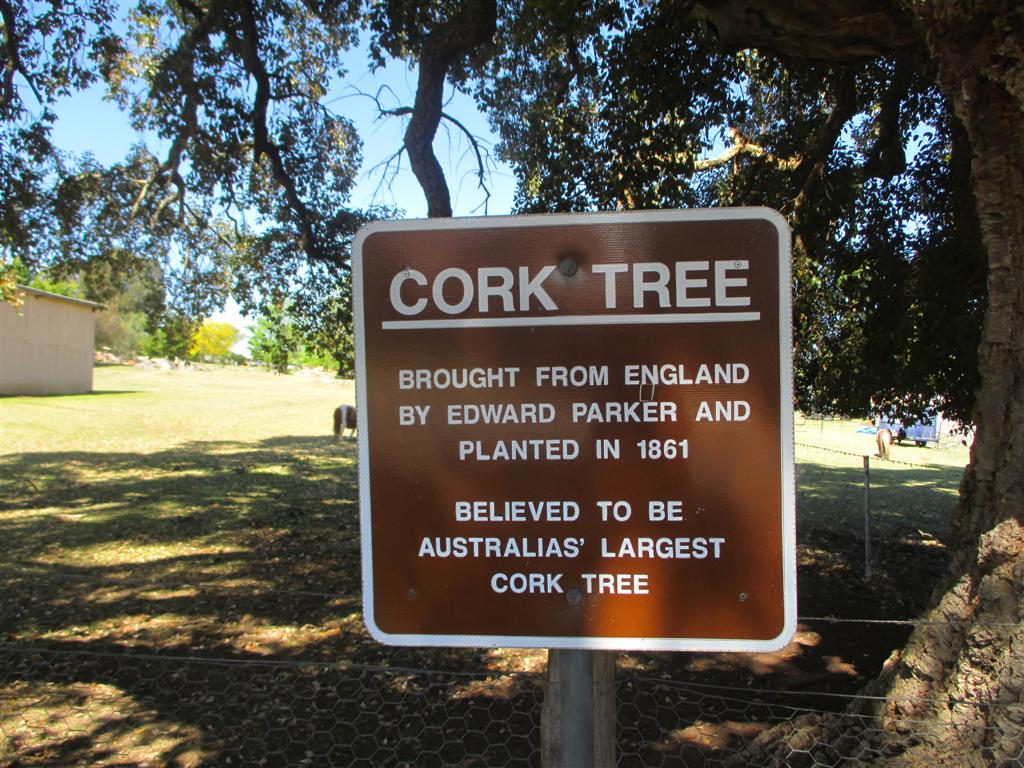 CORK TREE
BROUGHT FROM ENGLAND
BY EDWARD PARKER AND
PLANTED IN 1861
BELIEVED TO BE
AUSTRALIAS' LARGEST
CORK TREE